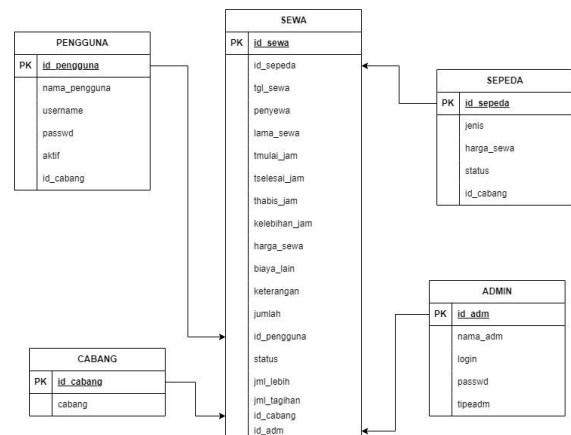 PENGGUNA
PK id_pengguna
nama_pengguna
username
passwd
aktif
id_cabang
SEWA
PK id_sewa
id_sepeda
tgl_sewa
penyewa
lama_sewa
tmulai_jam
tselesai_jam
thabis_jam
kelebihan_jam
harga_sewa
biaya_lain
keterangan
jumlah
id_pengguna
status
jml_lebih
jml_tagihan
id_cabang
id_adm
SEPEDA
PK id_sepeda
jenis
harga_sewa
status
id_cabang
CABANG
PK id_cabang
cabang
ADMIN
PK id_adm
nama_adm
login
passwd
tipeadm